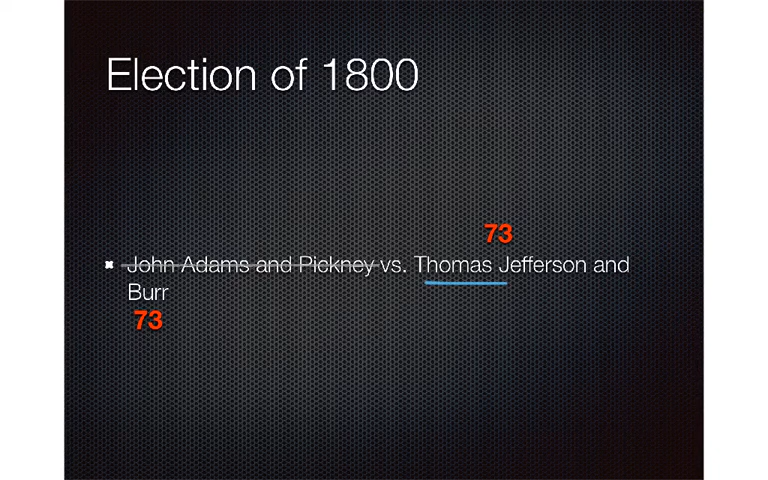 Election of 1800
73
John Adams and Pickney vs. Thomas Jefferson and
Burr
73